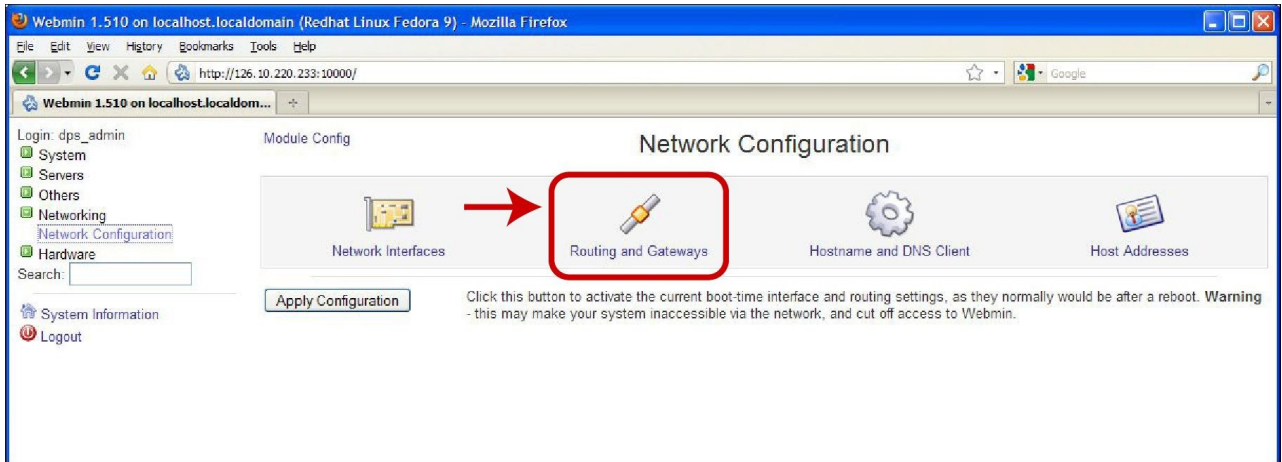 Webmin 1.510 on localhost.localdomain (Redhat Linux Fedora 9) - Mozilla Firefox
File Edit View History Bookmarks Tools Help
http://126.10.220.233:10000/
Google
Webmin 1.510 on localhost.localdom...
Login: dps_admin
System
Servers
Others
Networking
Network Configuration
Hardware
Search:
System Information
Logout
Module Config
Network Configuration
Network Interfaces
Routing and Gateways
Hostname and DNS Client
Host Addresses
Apply Configuration
Click this button to activate the current boot-time interface and routing settings, as they normally would be after a reboot. Warning
- this may make your system inaccessible via the network, and cut off access to Webmin.